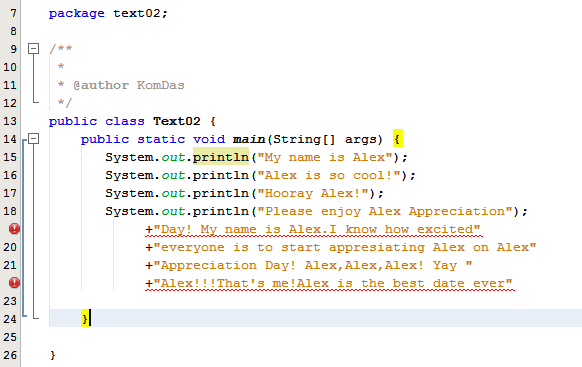 7 package text02;
8
9 /**
10 *
11 * @author KomDas
12 */
13 public class Text02 {
14 public static void main(String[] args) {
15 System.out.println("My name is Alex");
16 System.out.println("Alex is so cool!");
17 System.out.println("Hooray Alex!");
18 System.out.println("Please enjoy Alex Appreciation");
+"Day! My name is Alex.I know how excited"
20 +"everyone is to start appresiating Alex on Alex"
21 +"Appreciation Day! Alex,Alex,Alex! Yay "
+"Alex!!!That's me!Alex is the best date ever"
23
24 }
25
26 }